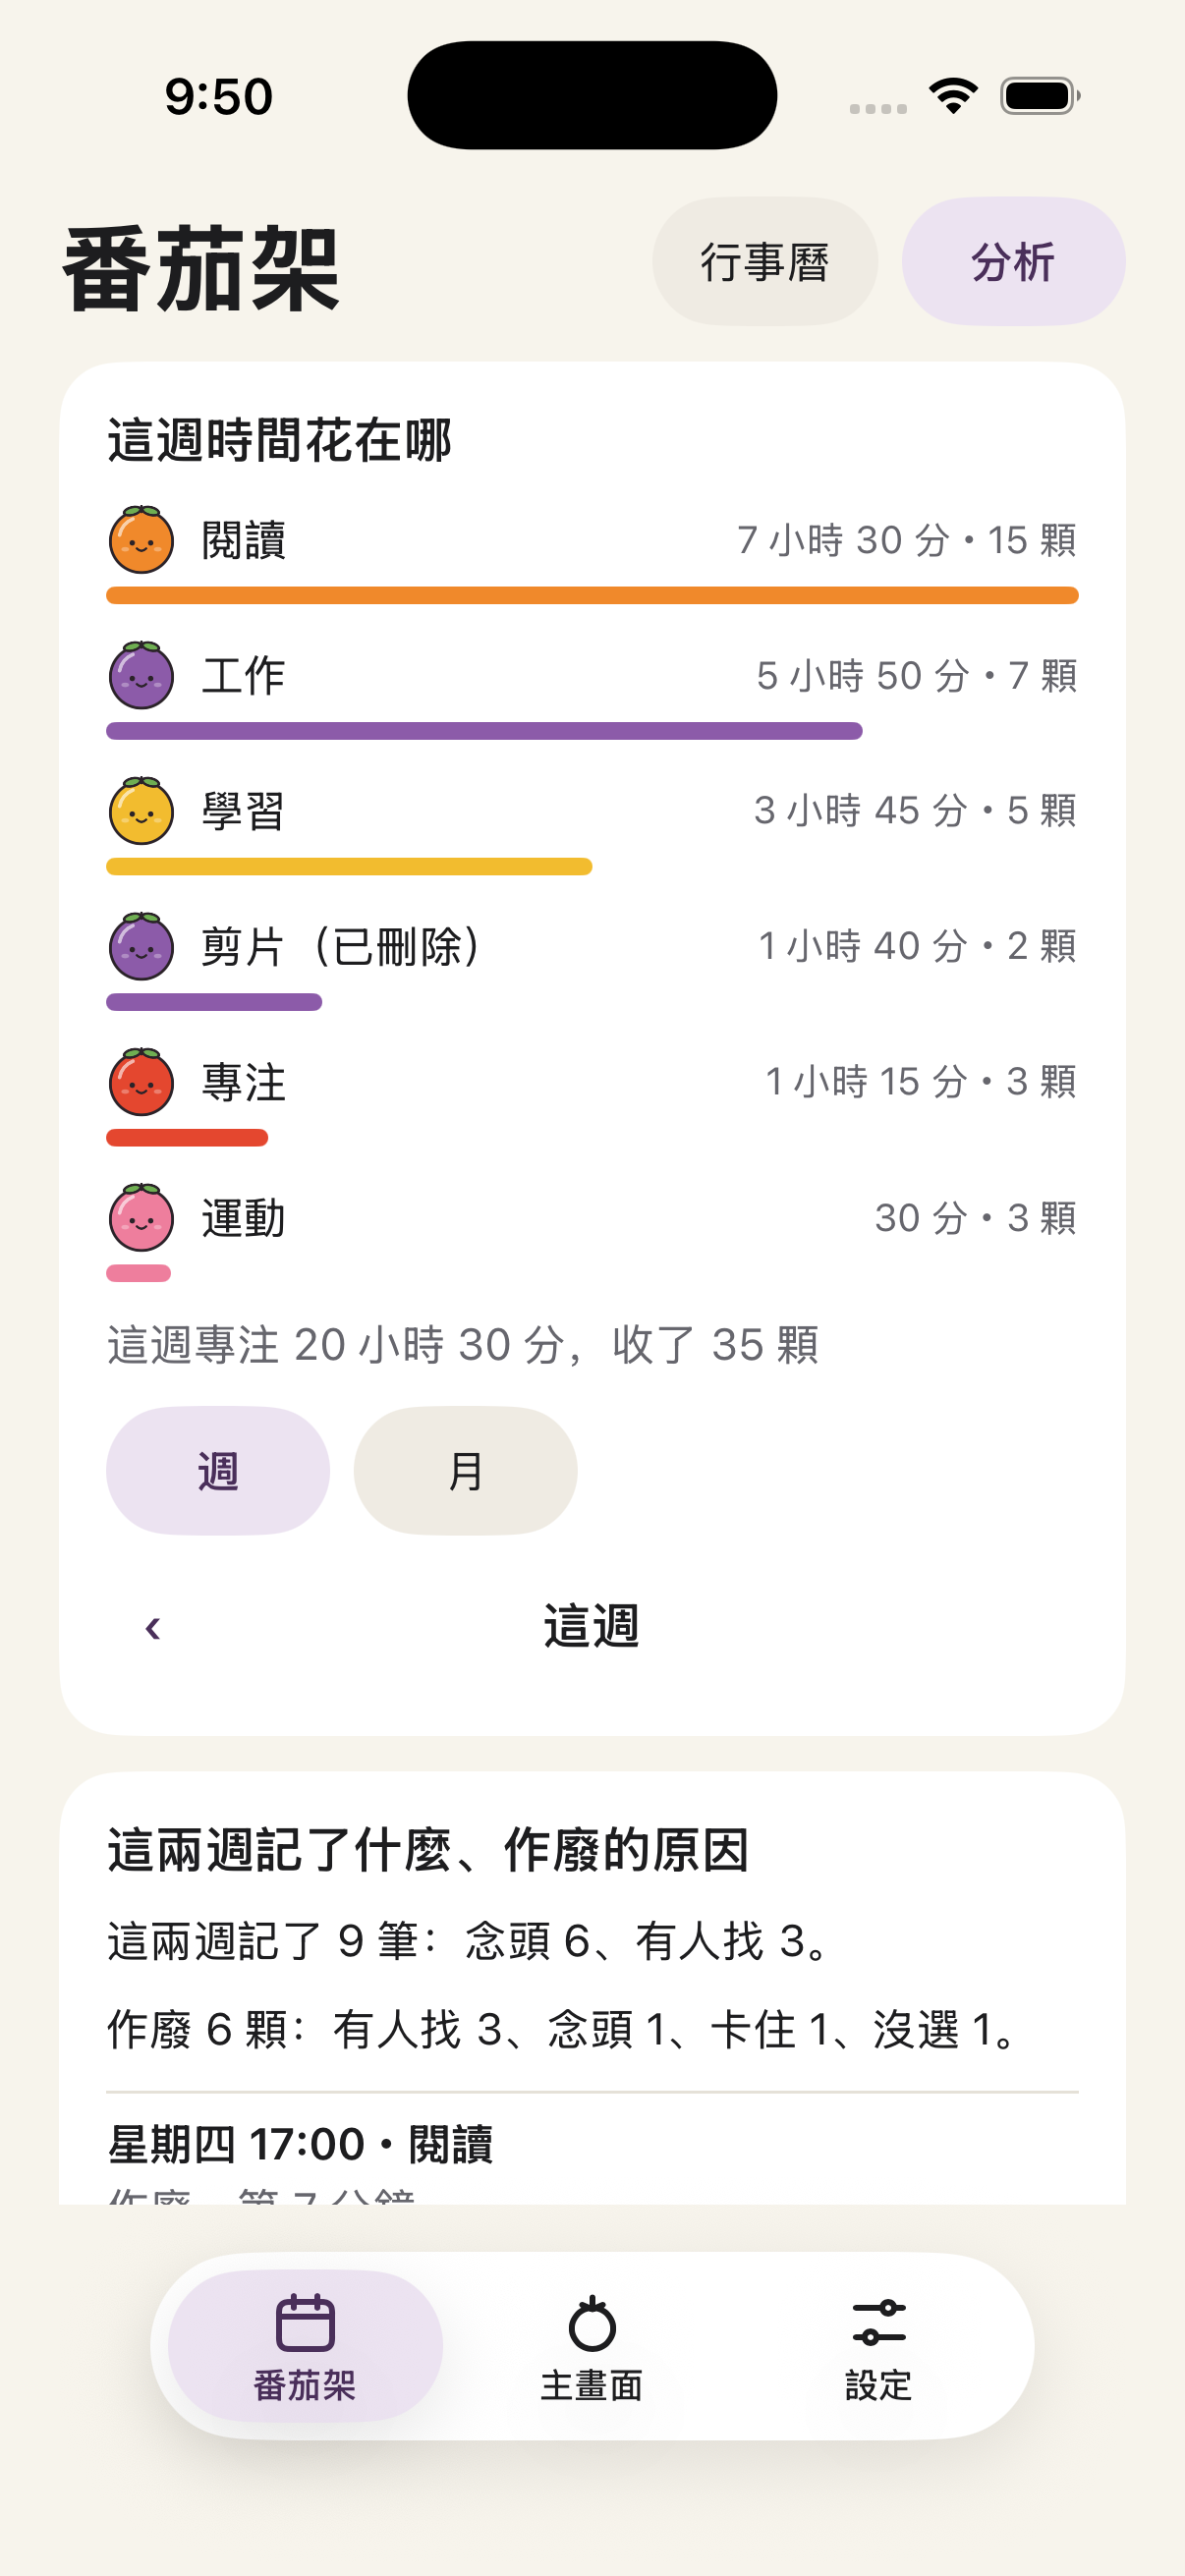 9:50
番茄架
行事曆
分析
這週時間花在哪
閱讀 7 小時 30 分・15 顆
工作 5 小時 50 分・7 顆
學習 3 小時 45 分・5 顆
剪片（已刪除） 1 小時 40 分・2 顆
專注 1 小時 15 分・3 顆
運動 30 分・3 顆
這週專注 20 小時 30 分，收了 35 顆
週 月
‹ 這週
這兩週記了什麼、作廢的原因
這兩週記了 9 筆：念頭 6、有人找 3。
作廢 6 顆：有人找 3、念頭 1、卡住 1、沒選 1。
星期四 17:00・閱讀
番茄架 主畫面 設定